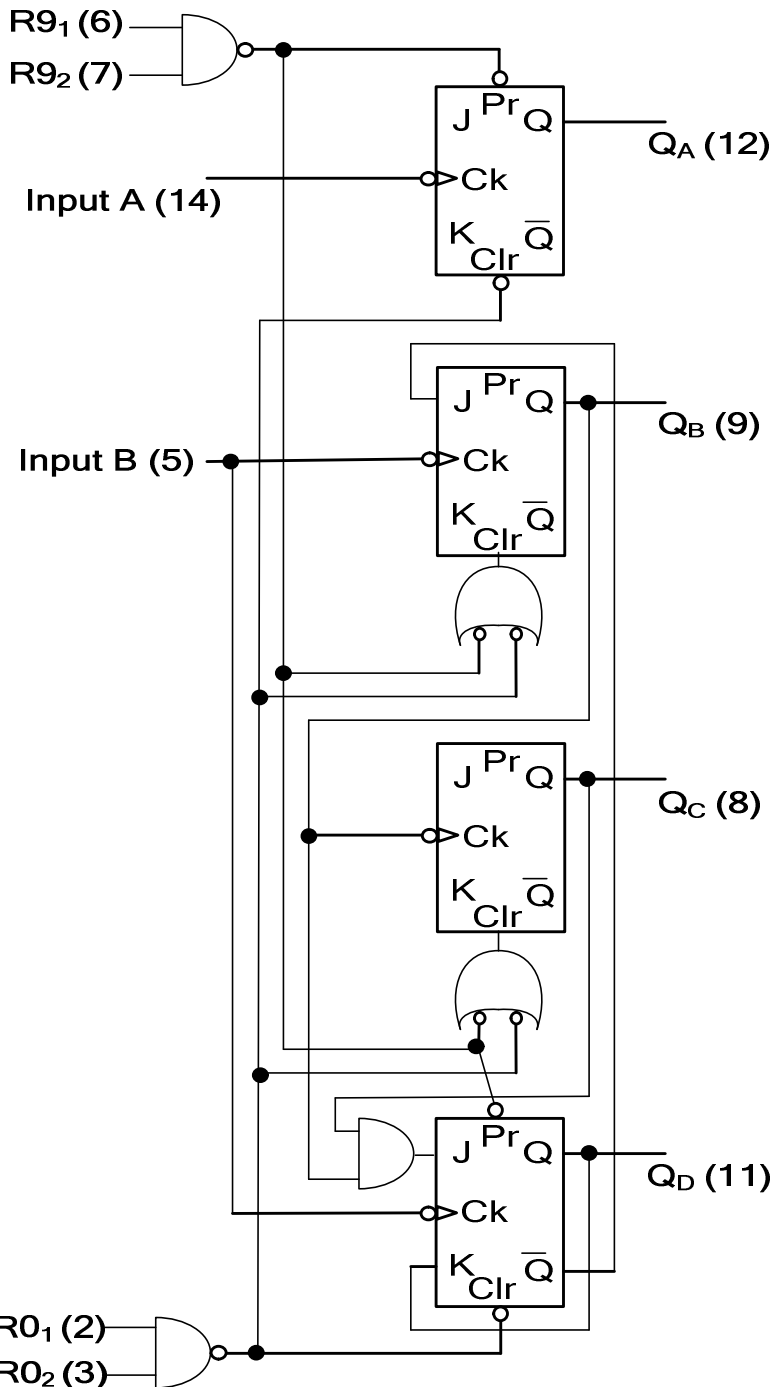 R9₁ (6)
R9₂ (7)
J Pr Q
Q_A (12)
Ck
Input A (14)
K Clr Q̅
J Pr Q
Q_B (9)
Input B (5)
Ck
K Clr Q̅
J Pr Q
Q_C (8)
Ck
K Clr Q̅
J Pr Q
Q_D (11)
Ck
K Clr Q̅
R0₁ (2)
R0₂ (3)